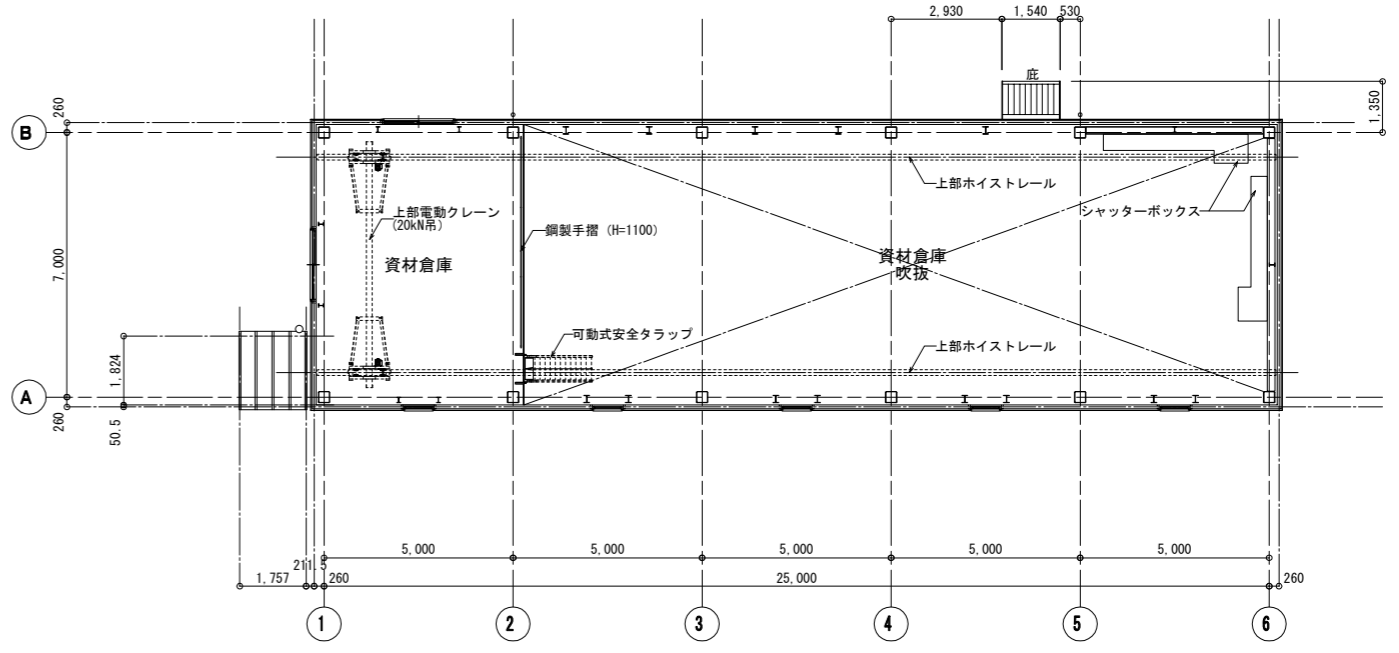 2,930
1,540
530
庇
1,350
260
B
上部ホイストレール
シャッターボックス
上部電動クレーン
(20kN吊)
鋼製手摺 (H=1100)
資材倉庫
資材倉庫
吹抜
7,000
可動式安全タラップ
上部ホイストレール
1,824
A
260
50.5
5,000
5,000
5,000
5,000
5,000
211.5
1,757
260
25,000
260
1
2
3
4
5
6